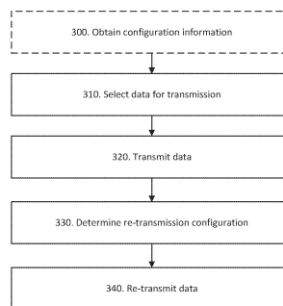 300. Obtain configuration information
310. Select data for transmission
320. Transmit data
330. Determine re-transmission configuration
340. Re-transmit data